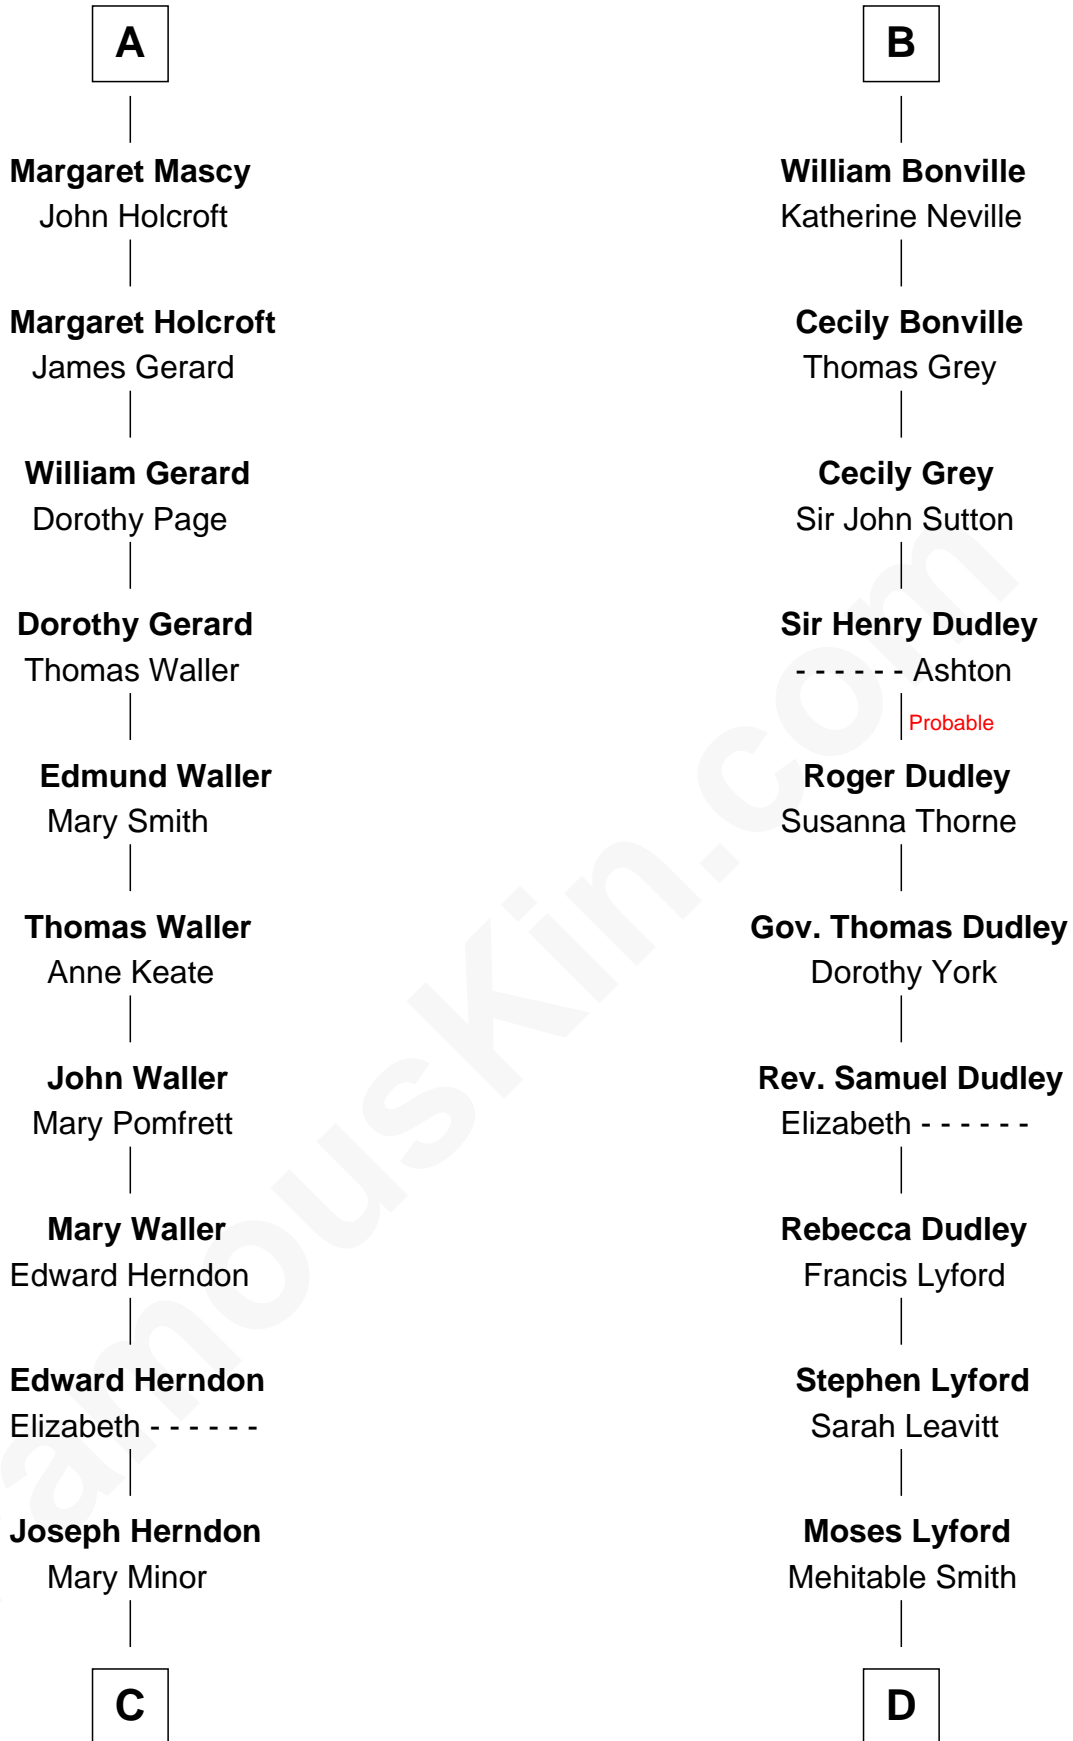 A
Margaret Mascy
John Holcroft
Margaret Holcroft
James Gerard
William Gerard
Dorothy Page
Dorothy Gerard
Thomas Waller
Edmund Waller
Mary Smith
Thomas Waller
Anne Keate
John Waller
Mary Pomfrett
Mary Waller
Edward Herndon
Edward Herndon
Elizabeth - - - - - -
Joseph Herndon
Mary Minor
C
B
William Bonville
Katherine Neville
Cecily Bonville
Thomas Grey
Cecily Grey
Sir John Sutton
Sir Henry Dudley
- - - - - - Ashton
Probable
Roger Dudley
Susanna Thorne
Gov. Thomas Dudley
Dorothy York
Rev. Samuel Dudley
Elizabeth - - - - - -
Rebecca Dudley
Francis Lyford
Stephen Lyford
Sarah Leavitt
Moses Lyford
Mehitable Smith
D
amouskin.com